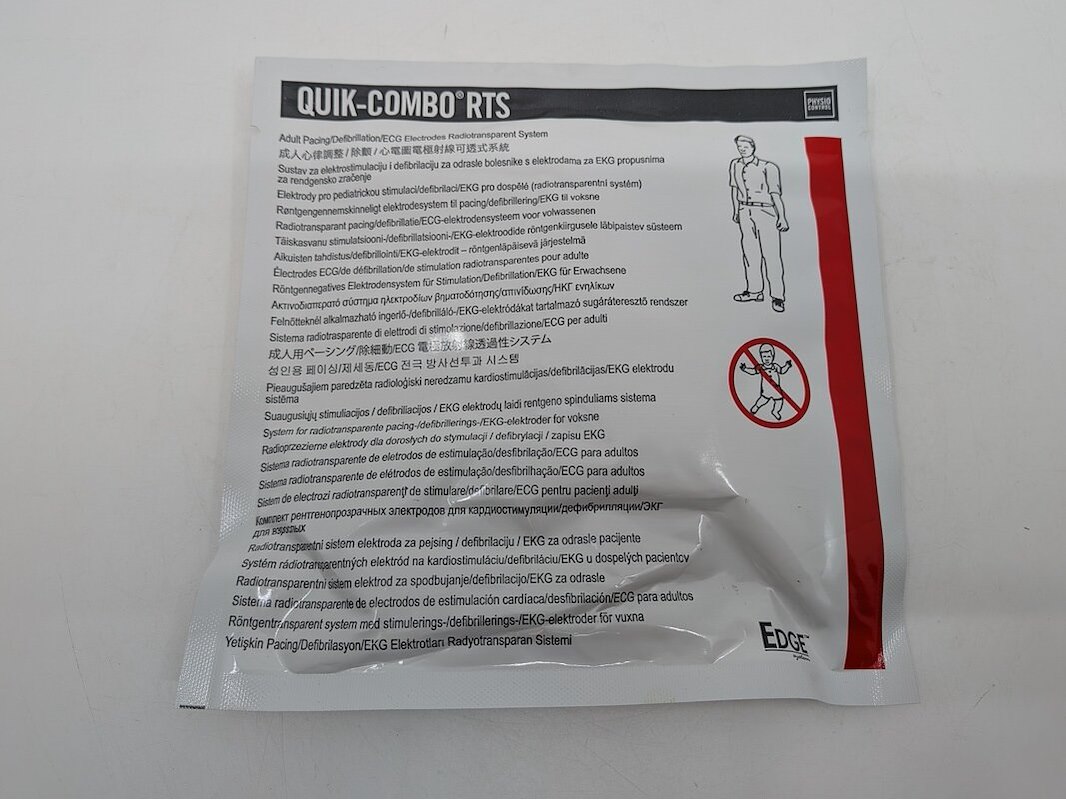 QUIK-COMBO® RTS
PHYSIO
CONTROL
Adult Pacing/Defibrillation/ECG Electrodes Radiotransparent System
成人心律調整 / 除顫 / 心電圖電極射線可透式系統
Sustav za elektrostimulaciju i defibrilaciju za odrasle bolesnike s elektrodama za EKG propusnima
za rendgensko zračenje
Elektrody pro pediatrickou stimulaci/defibrilaci/EKG pro dospělé (radiotransparentní systém)
Røntgengennemskinneligt elektrodesystem til pacing/defibrillering/EKG til voksne
Radiotransparant pacing/defibrillatie/ECG-elektrodensysteem voor volwassenen
Täiskasvanu stimulatsiooni-/defibrillatsiooni-/EKG-elektroodide röntgenkiirgusele läbipaistev süsteem
Aikuisten tahdistus/defibrillointi/EKG-elektrodit – röntgenläpäisevä järjestelmä
Électrodes ECG/de défibrillation/de stimulation radiotransparentes pour adulte
Röntgennegatives Elektrodensystem für Stimulation/Defibrillation/EKG für Erwachsene
Ακτινοδιαπερατό σύστημα ηλεκτροδίων βηματοδότησης/απινίδωσης/ΗΚΓ ενηλίκων
Felnőtteknél alkalmazható ingerlő-/defibrilláló-/EKG-elektródákat tartalmazó sugáráteresztő rendszer
Sistema radiotrasparente di elettrodi di stimolazione/defibrillazione/ECG per adulti
成人用ペーシング/除細動/ECG 電極放射線透過性システム
성인용 페이싱/제세동/ECG 전극 방사선투과 시스템
Pieaugušajiem paredzēta radioloģiski neredzamu kardiostimulācijas/defibrilācijas/EKG elektrodu
sistēma
Suaugusiųjų stimuliacijos / defibriliacijos / EKG elektrodų laidi rentgeno spinduliams sistema
System for radiotransparente pacing-/defibrillerings-/EKG-elektroder for voksne
Radioprzezierne elektrody dla dorosłych do stymulacji / defibrylacji / zapisu EKG
Sistema radiotransparente de eletrodos de estimulação/desfibrilação/ECG para adultos
Sistema radiotransparente de elétrodos de estimulação/desfibrilhação/ECG para adultos
Sistem de electrozi radiotransparenţi de stimulare/defibrilare/ECG pentru pacienţi adulţi
Комплект рентгенопрозрачных электродов для кардиостимуляции/дефибрилляции/ЭКГ
для взрослых
Radiotransparentni sistem elektroda za pejsing / defibrilaciju / EKG za odrasle pacijente
Systém rádiotransparentných elektród na kardiostimuláciu/defibriláciu/EKG u dospelých pacientov
Radiotransparentni sistem elektrod za spodbujanje/defibrilacijo/EKG za odrasle
Sistema radiotransparente de electrodos de estimulación cardíaca/desfibrilación/ECG para adultos
Röntgentransparent system med stimulerings-/defibrillerings-/EKG-elektroder för vuxna
Yetişkin Pacing/Defibrilasyon/EKG Elektrotları Radyotransparan Sistemi
EDGE™
system